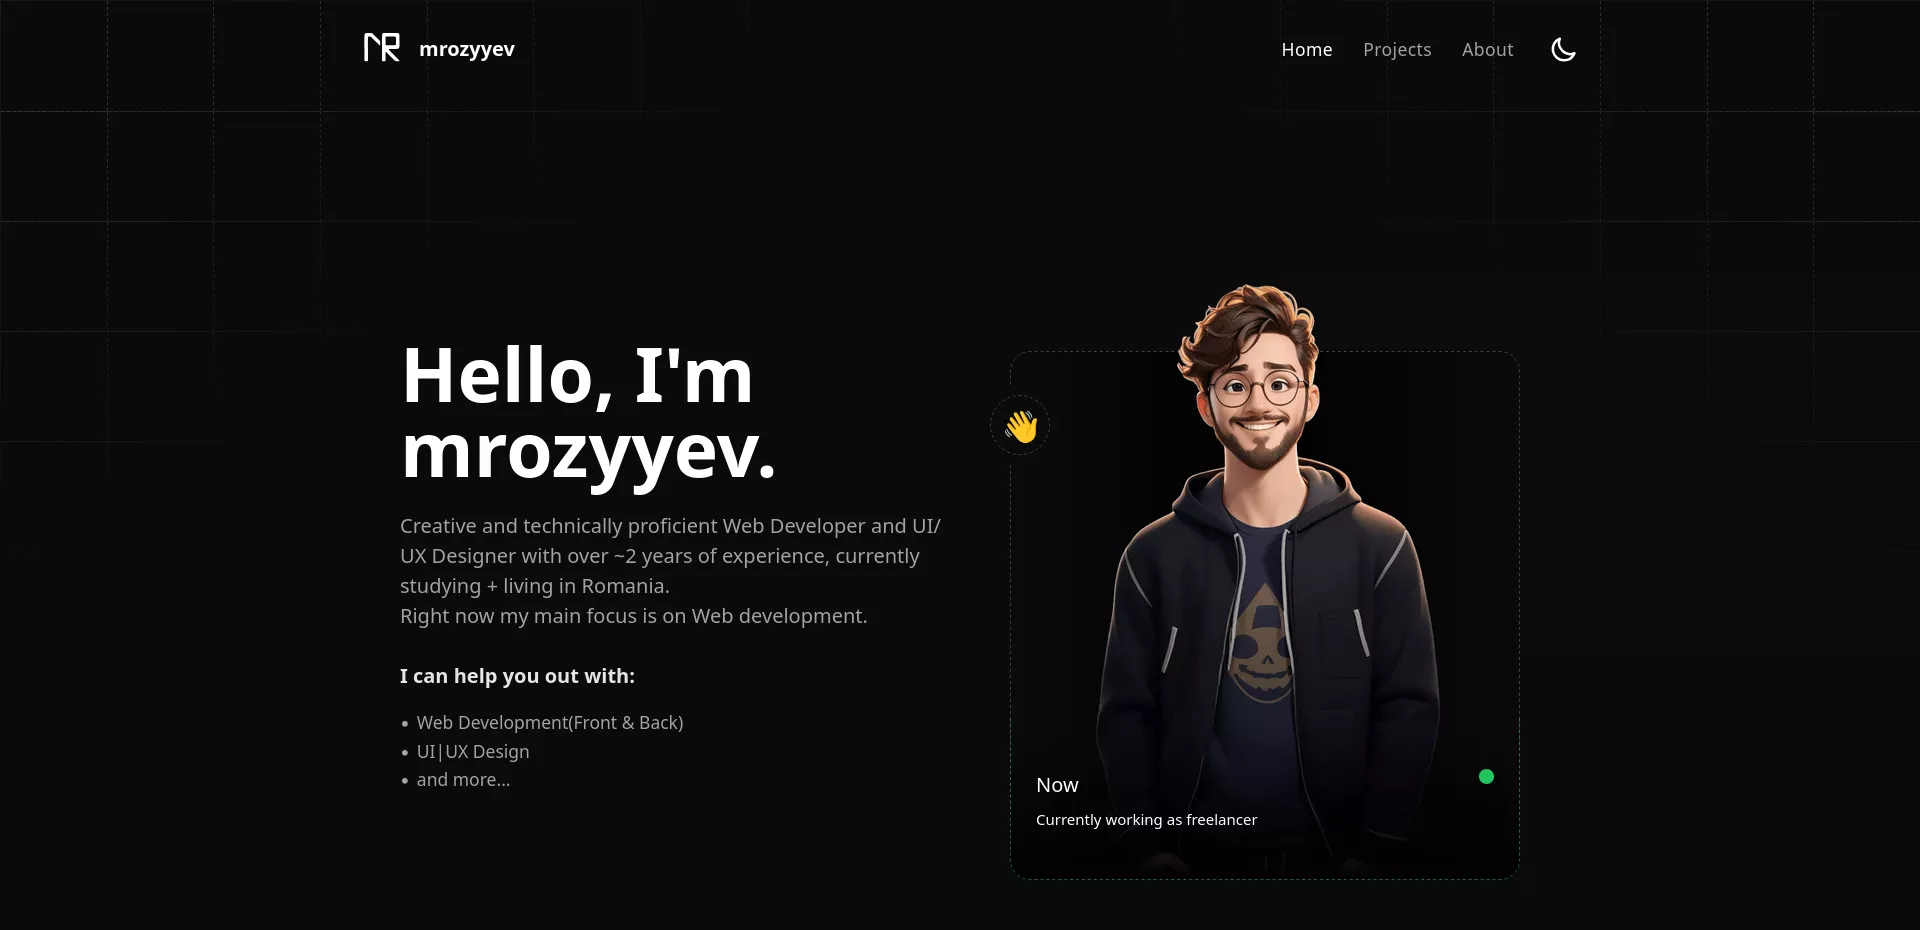 mrozyyev
Home
Projects
About
Hello, I'm
mrozyyev.
Creative and technically proficient Web Developer and UI/
UX Designer with over ~2 years of experience, currently
studying + living in Romania.
Right now my main focus is on Web development.
I can help you out with:
• Web Development(Front & Back)
• UI|UX Design
• and more...
Now
Currently working as freelancer